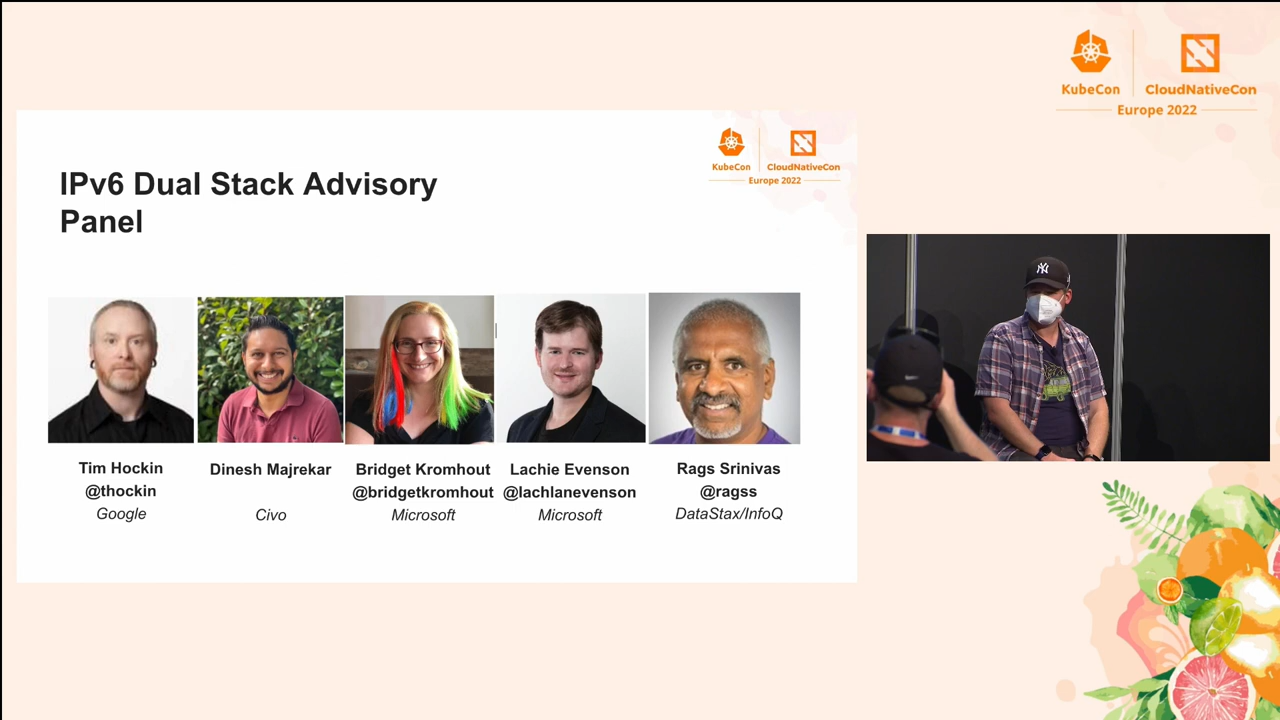 KubeCon
CloudNativeCon
Europe 2022
KubeCon
CloudNativeCon
Europe 2022
IPv6 Dual Stack Advisory
Panel
Tim Hockin
@thockin
Google
Dinesh Majrekar
Civo
Bridget Kromhout
@bridgetkromhout
Microsoft
Lachie Evenson
@lachlanevenson
Microsoft
Rags Srinivas
@ragss
DataStax/InfoQ
NY